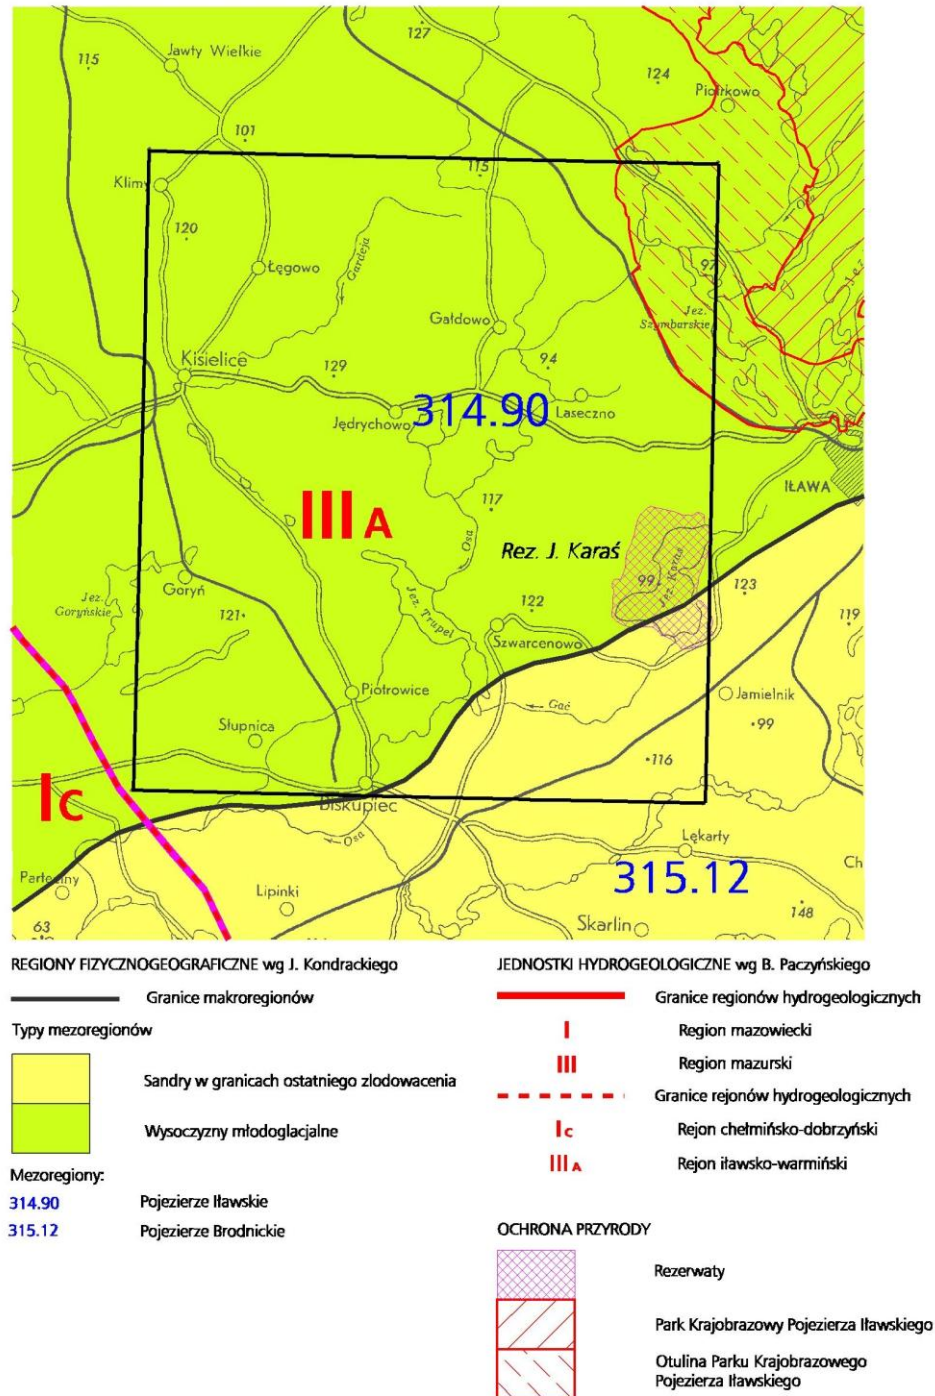 127
115
Jawty Wielkie
124
Piotrkowo
101
115
Klimy
120
Gardeja
Łęgowo
97
Jez. Szymbarskie
Gałdowo
Kisielice
94
129
314.90
Jędrychowo
Laseczno
IŁAWA
III A
117
Osa
Rez. J. Karaś
99
Jez. Karaś
Goryń
Jez. Goryńskie
121
Jez. Trupel
122
123
119
Szwarcenowo
Piotrowice
Jamielnik
Gać
99
Słupnica
116
I C
Biskupiec
Osa
Lękarty
Ch
315.12
Lipinki
148
Skarlin
63
REGIONY FIZYCZNOGEOGRAFICZNE wg J. Kondrackiego
Granice makroregionów
Typy mezoregionów
Sandry w granicach ostatniego zlodowacenia
Wysoczyzny młodoglacjalne
Mezoregiony:
314.90 Pojezierze Iławskie
315.12 Pojezierze Brodnickie
JEDNOSTKI HYDROGEOLOGICZNE wg B. Paczyńskiego
Granice regionów hydrogeologicznych
I Region mazowiecki
III Region mazurski
Granice rejonów hydrogeologicznych
I C Rejon chełmińsko-dobrzyński
III A Rejon iławsko-warmiński
OCHRONA PRZYRODY
Rezerwaty
Park Krajobrazowy Pojezierza Iławskiego
Otulina Parku Krajobrazowego
Pojezierza Iławskiego